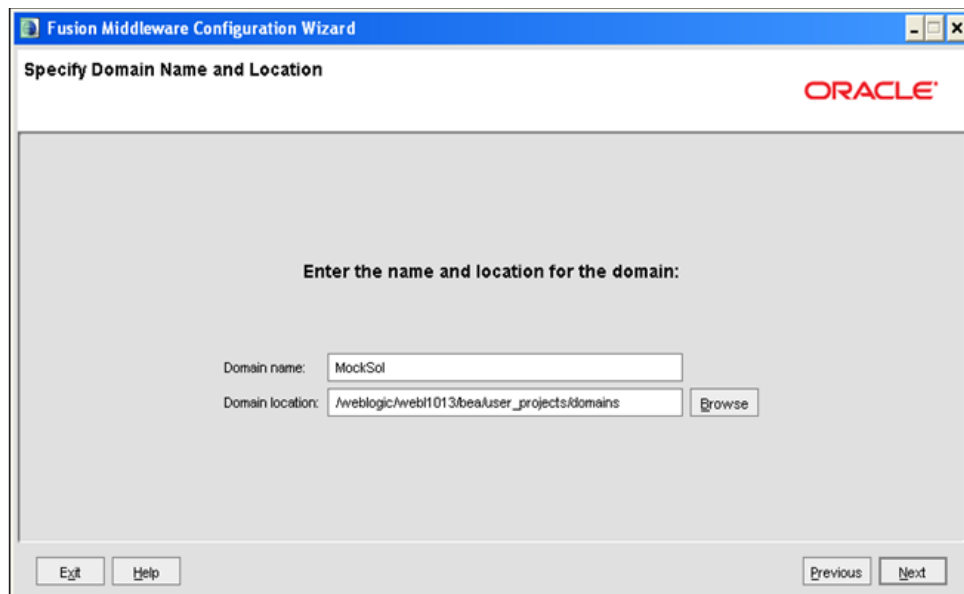 Fusion Middleware Configuration Wizard
Specify Domain Name and Location
ORACLE
Enter the name and location for the domain:
Domain name: MockSol
Domain location: /weblogic/webl1013/bea/user_projects/domains Browse
Exit Help Previous Next